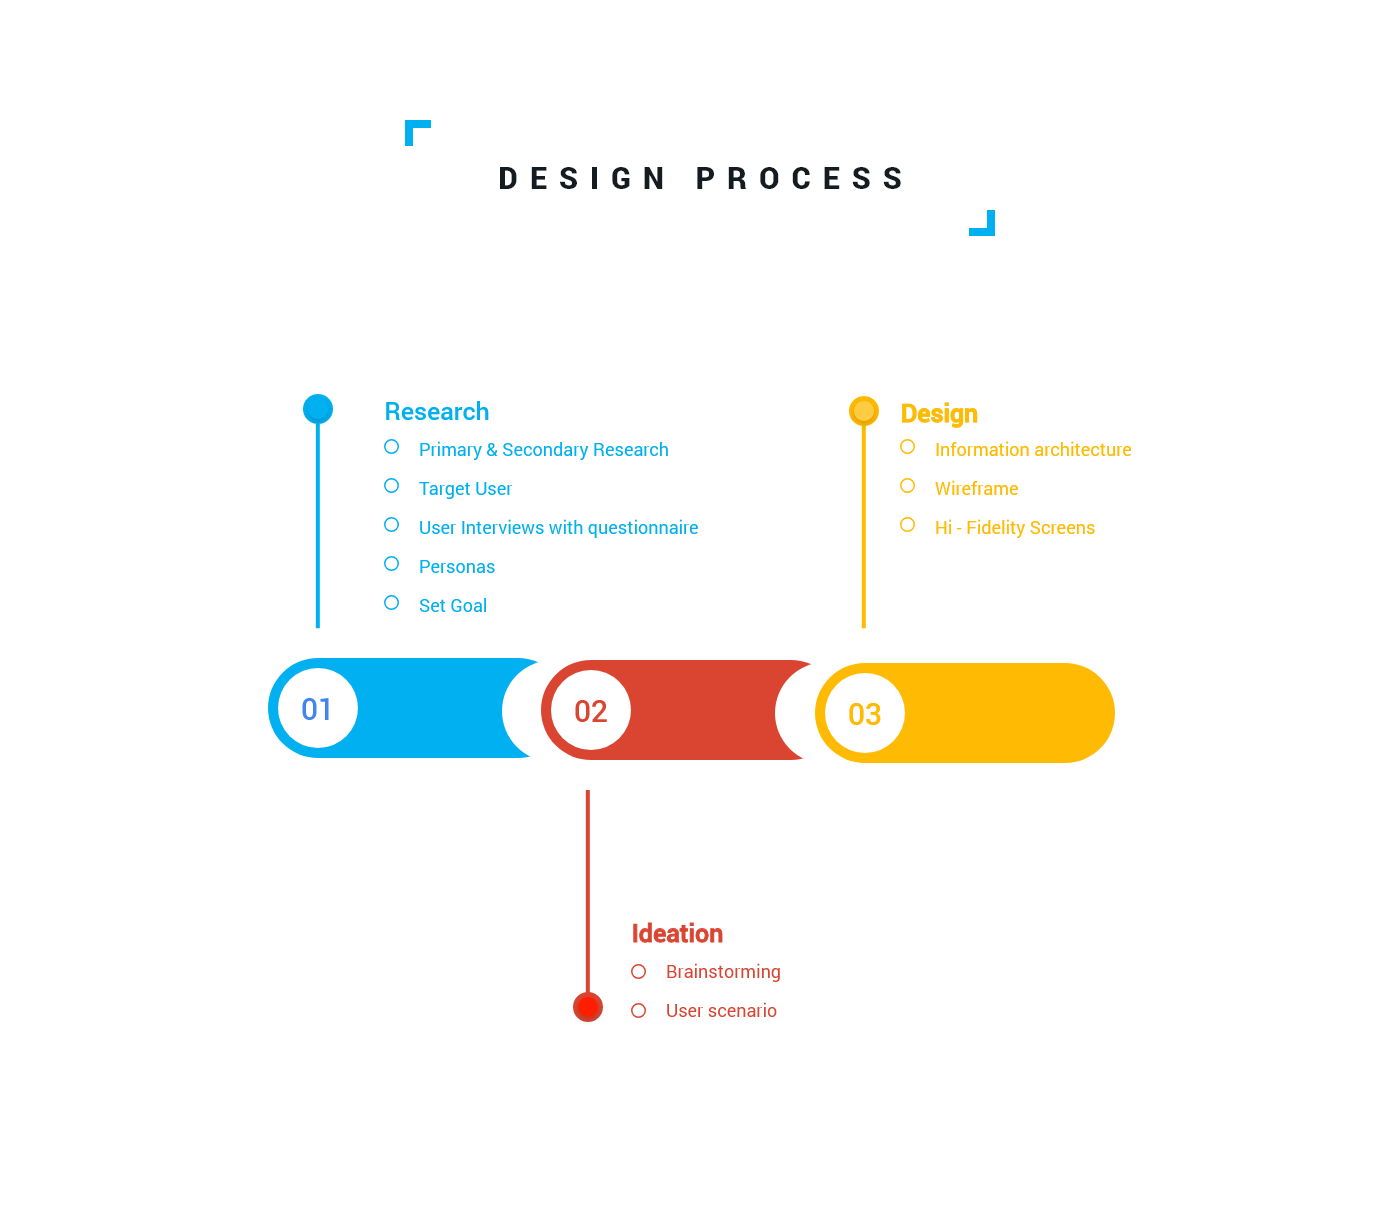 DESIGN PROCESS
Research
Primary & Secondary Research
Target User
User Interviews with questionnaire
Personas
Set Goal
Design
Information architecture
Wireframe
Hi - Fidelity Screens
01
02
03
Ideation
Brainstorming
User scenario